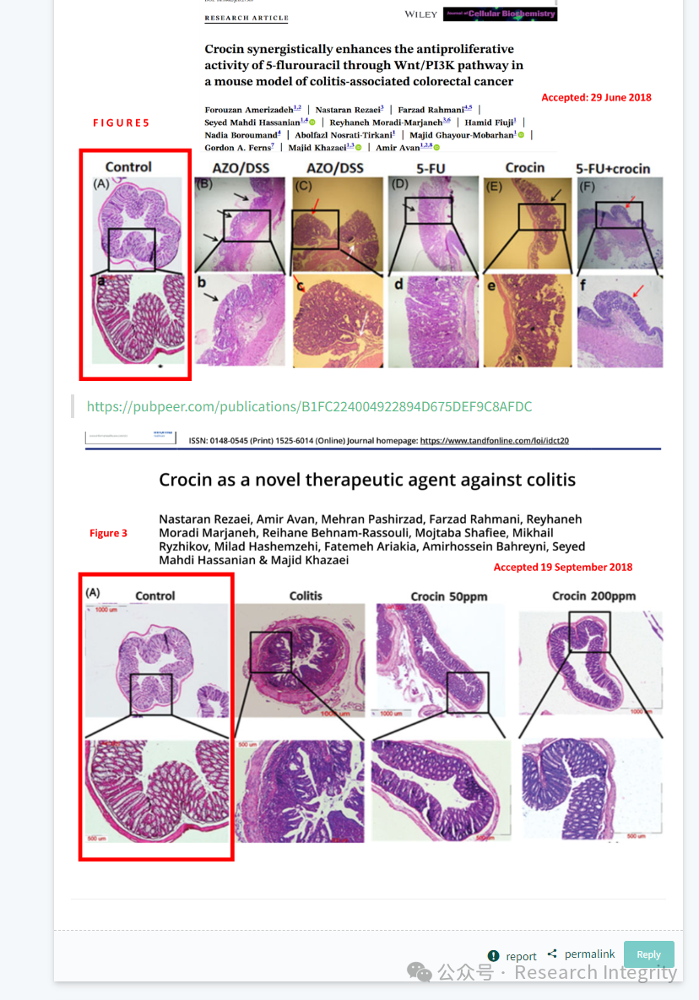 RESEARCH ARTICLE
WILEY Journal of Cellular Biochemistry
Crocin synergistically enhances the antiproliferative
activity of 5-flurouracil through Wnt/PI3K pathway in
a mouse model of colitis-associated colorectal cancer
Accepted: 29 June 2018
FIGURE5
Forouzan Amerizadeh1,2 | Nastaran Rezaei3 | Farzad Rahmani4,5 |
Seyed Mahdi Hassanian1,4 | Reyhaneh Moradi-Marjaneh3,6 | Hamid Fiuji1 |
Nadia Boroumand4 | Abolfazl Nosrati-Tirkani1 | Majid Ghayour-Mobarhan1 |
Gordon A. Ferns7 | Majid Khazaei1,3 | Amir Avan1,2,8
Control AZO/DSS AZO/DSS 5-FU Crocin 5-FU+crocin
(A) (B) (C) (D) (E) (F)
a b c d e f
https://pubpeer.com/publications/B1FC224004922894D675DEF9C8AFDC
ISSN: 0148-0545 (Print) 1525-6014 (Online) Journal homepage: https://www.tandfonline.com/loi/idct20
Crocin as a novel therapeutic agent against colitis
Figure 3
Nastaran Rezaei, Amir Avan, Mehran Pashirzad, Farzad Rahmani, Reyhaneh
Moradi Marjaneh, Reihane Behnam-Rassouli, Mojtaba Shafiee, Mikhail
Ryzhikov, Milad Hashemzehi, Fatemeh Ariakia, Amirhossein Bahreyni, Seyed
Mahdi Hassanian & Majid Khazaei
Accepted 19 September 2018
(A) Control Colitis Crocin 50ppm Crocin 200ppm
1000 um
1000 um 1000 um 1000
500 um
500 um 500um 500 um
report permalink Reply
公众号 · Research Integrity